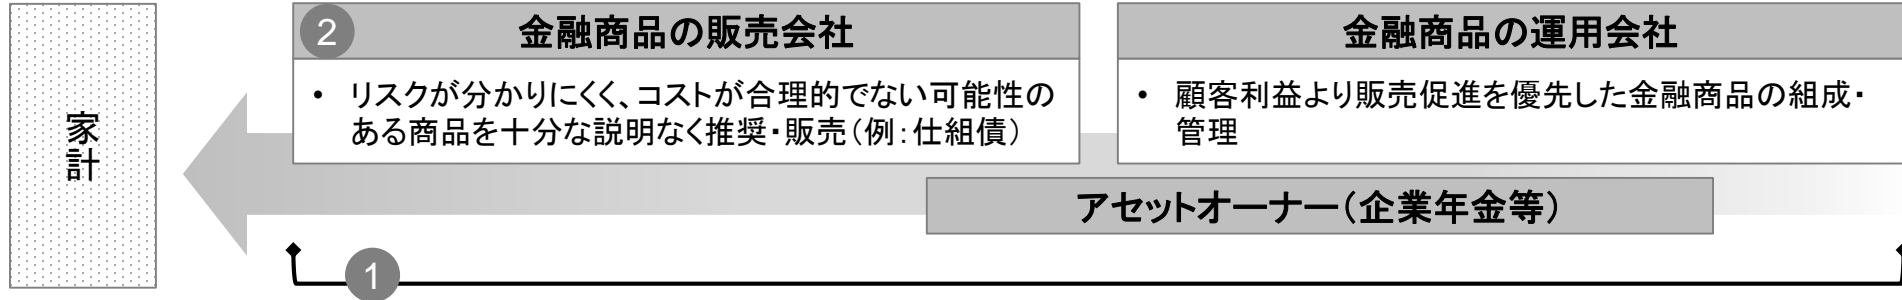 家計
2
金融商品の販売会社
• リスクが分かりにくく、コストが合理的でない可能性の
ある商品を十分な説明なく推奨・販売(例:仕組債)
金融商品の運用会社
• 顧客利益より販売促進を優先した金融商品の組成・
管理
アセットオーナー(企業年金等)
1